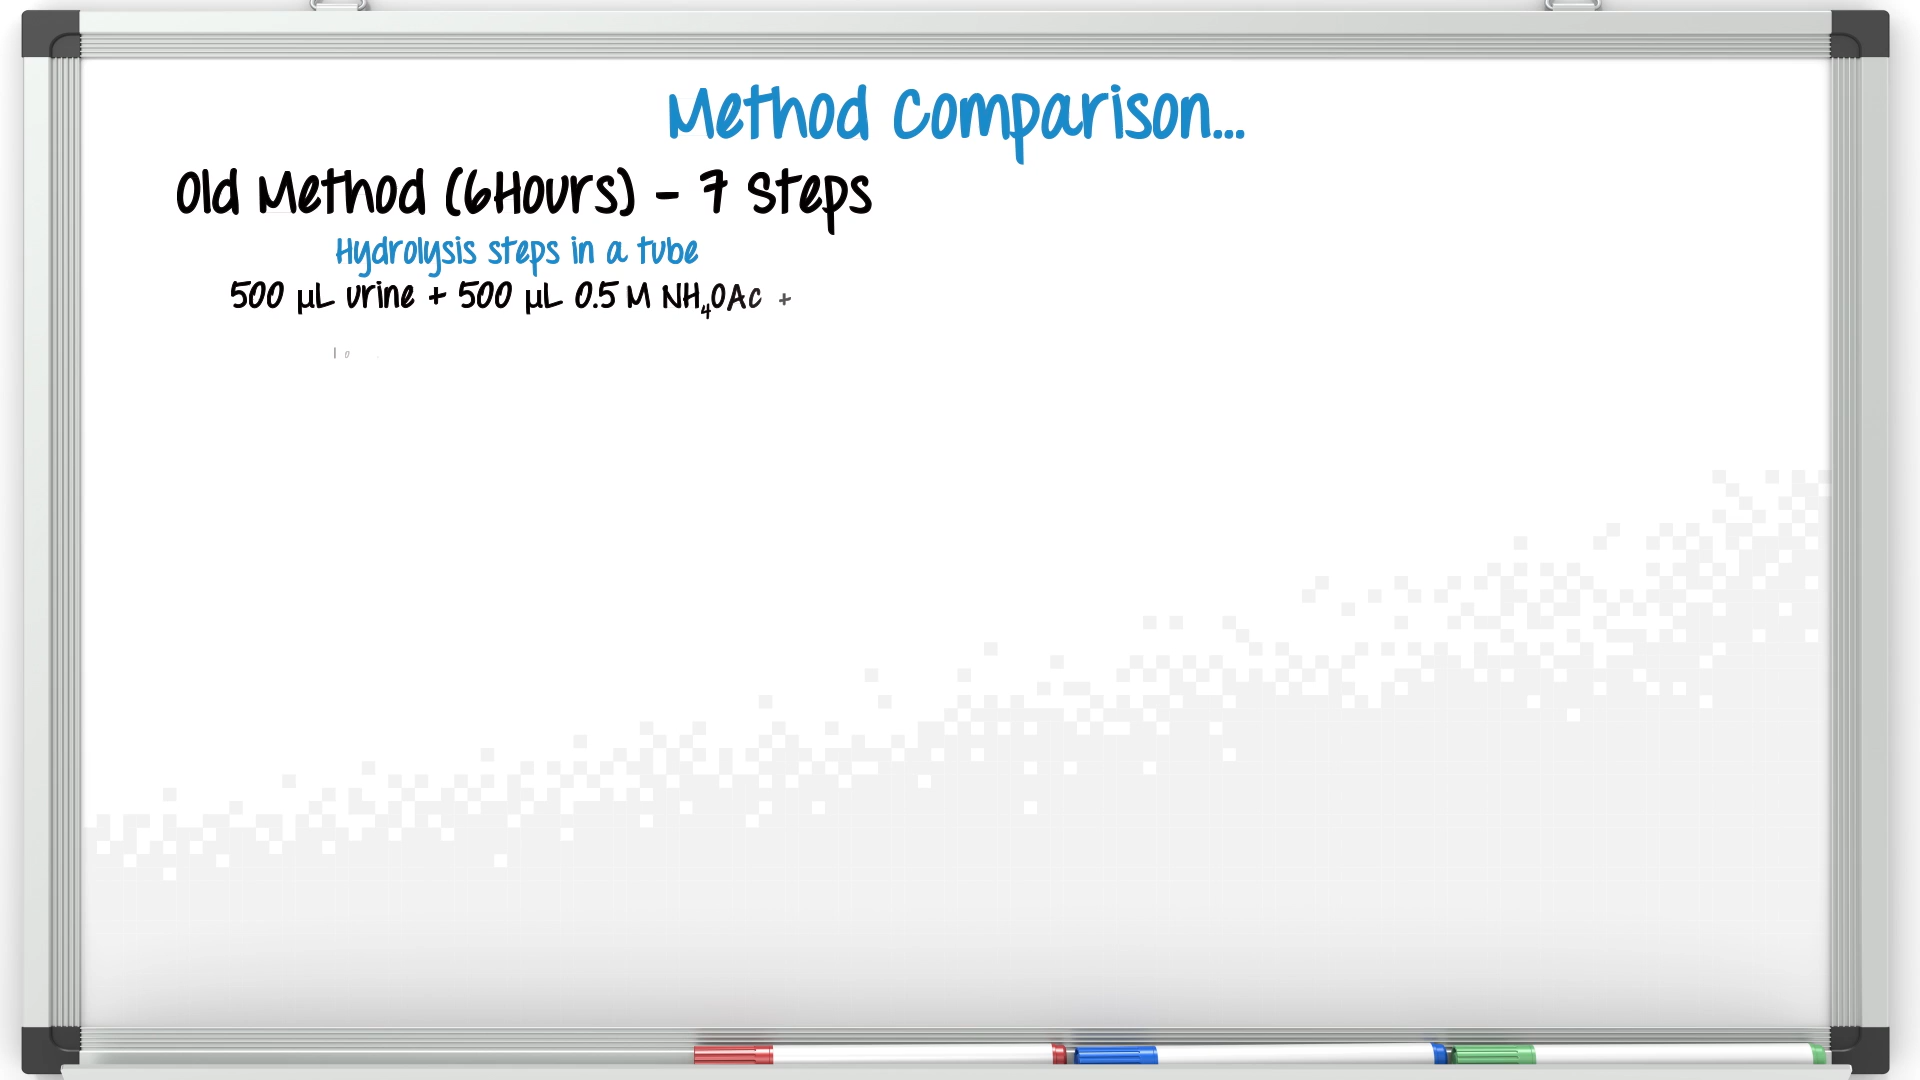 Method Comparison...
Old Method (6Hours) - 7 Steps
Hydrolysis steps in a tube
500 µL urine + 500 µL 0.5 M NH₄OAc +